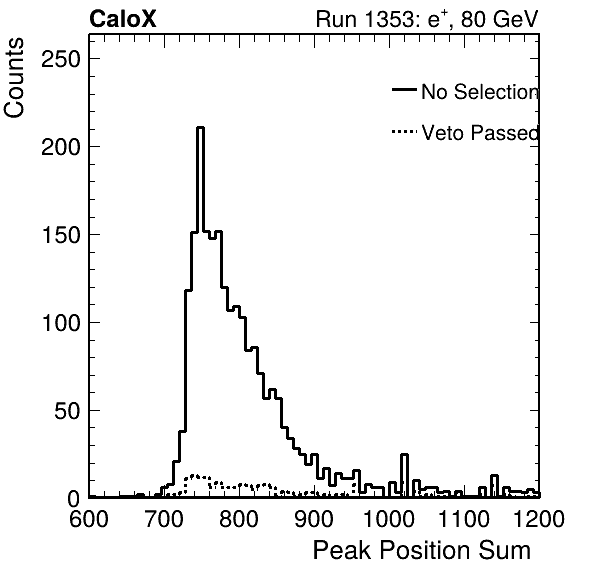 CaloX Run 1353: e⁺, 80 GeV
Counts
250
200
150
100
50
0
No Selection
Veto Passed
600 700 800 900 1000 1100 1200
Peak Position Sum